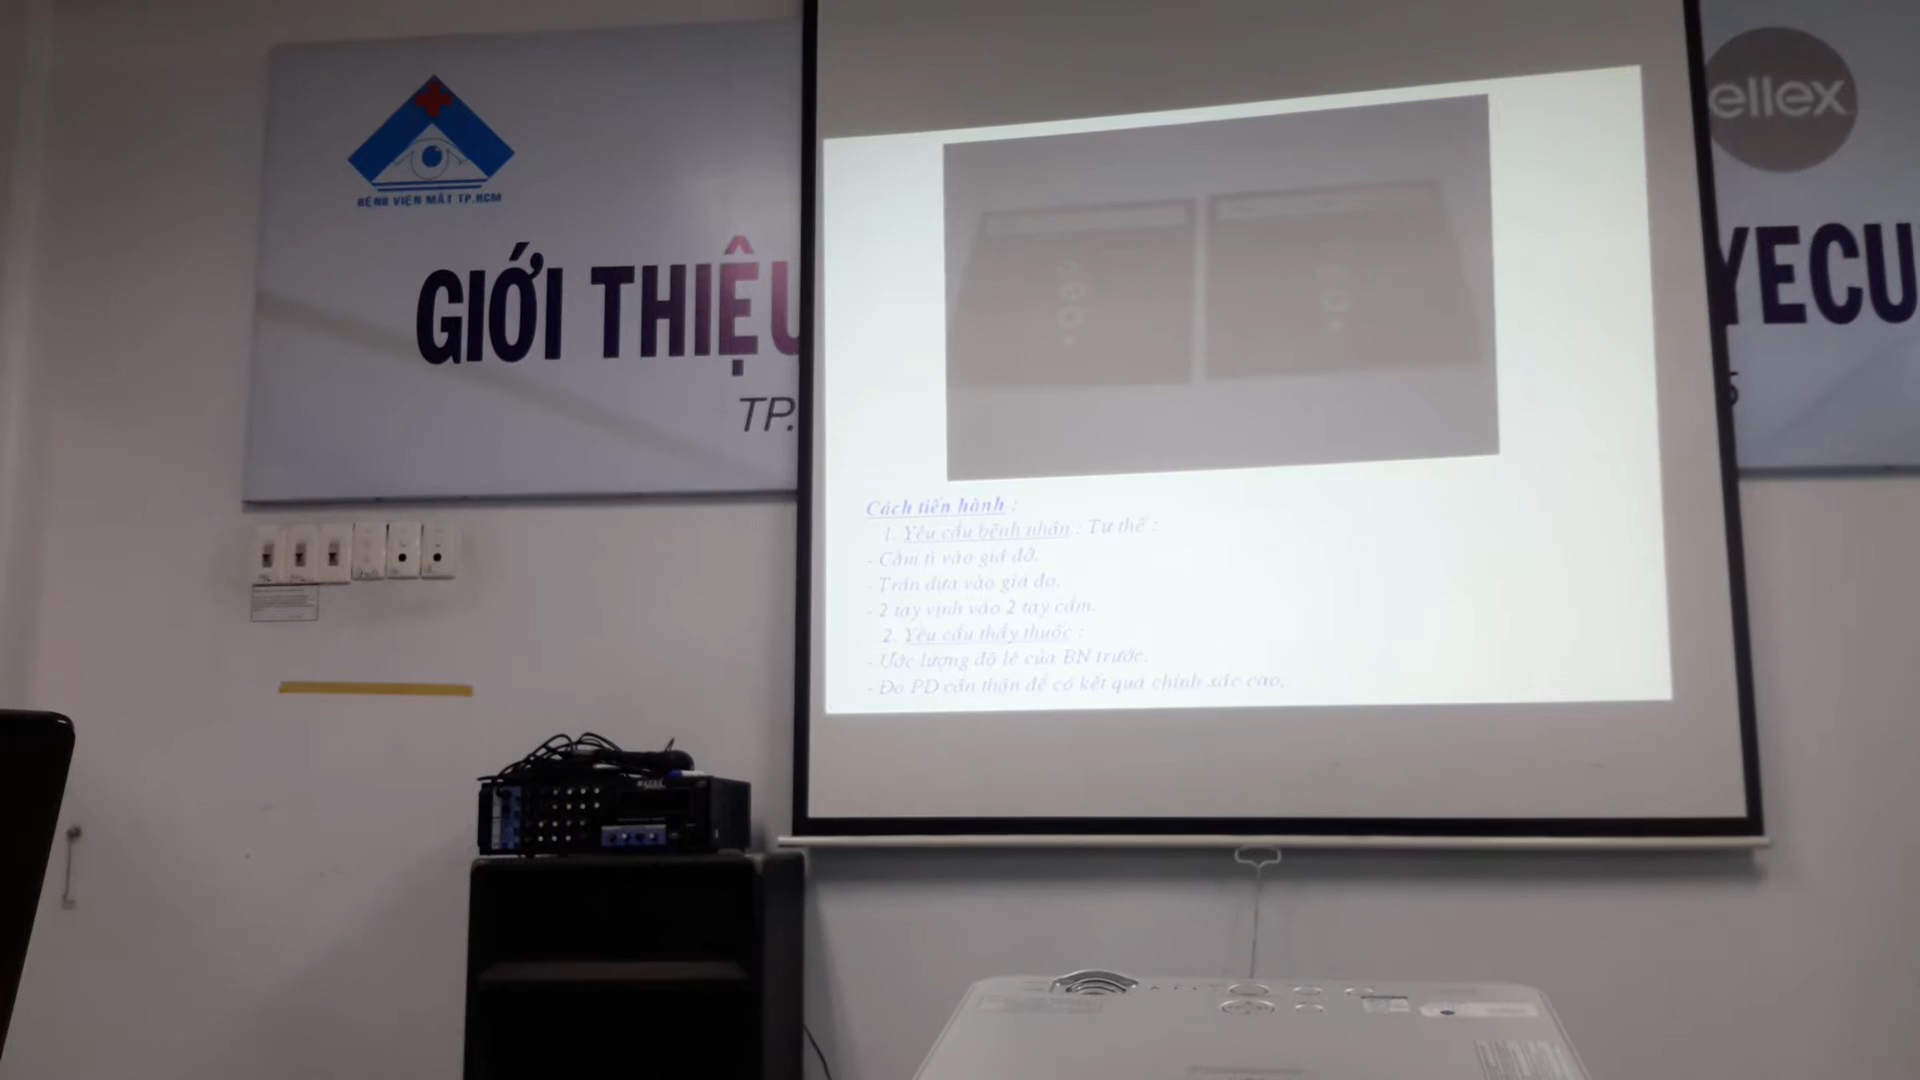 BỆNH VIỆN MẮT TP.HCM
ellex
GIỚI THIỆU
YECU
TP.
Cách tiến hành :
1. Yêu cầu bệnh nhân : Tư thế :
- Cằm tì vào giá đỡ.
- Trán dựa vào giá đo.
- 2 tay vịnh vào 2 tay cầm.
2. Yêu cầu thầy thuốc :
- Ước lượng độ lé của BN trước.
- Đo PD cẩn thận để có kết quả chính xác cao.